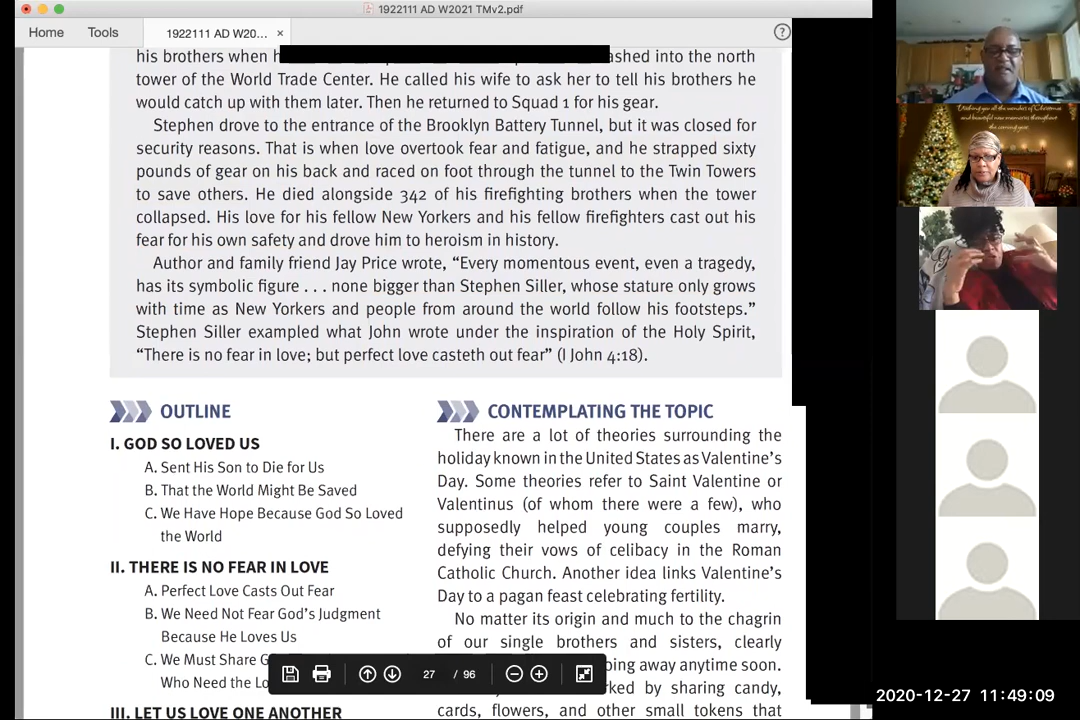 1922111 AD W2021 TMv2.pdf
Home
Tools
1922111 AD W20... ×
?
his brothers when
ashed into the north
tower of the World Trade Center. He called his wife to ask her to tell his brothers he
would catch up with them later. Then he returned to Squad 1 for his gear.
Stephen drove to the entrance of the Brooklyn Battery Tunnel, but it was closed for
security reasons. That is when love overtook fear and fatigue, and he strapped sixty
pounds of gear on his back and raced on foot through the tunnel to the Twin Towers
to save others. He died alongside 342 of his firefighting brothers when the tower
collapsed. His love for his fellow New Yorkers and his fellow firefighters cast out his
fear for his own safety and drove him to heroism in history.
Author and family friend Jay Price wrote, “Every momentous event, even a tragedy,
has its symbolic figure . . . none bigger than Stephen Siller, whose stature only grows
with time as New Yorkers and people from around the world follow his footsteps.”
Stephen Siller exampled what John wrote under the inspiration of the Holy Spirit,
“There is no fear in love; but perfect love casteth out fear” (I John 4:18).
OUTLINE
I. GOD SO LOVED US
A. Sent His Son to Die for Us
B. That the World Might Be Saved
C. We Have Hope Because God So Loved
the World
II. THERE IS NO FEAR IN LOVE
A. Perfect Love Casts Out Fear
B. We Need Not Fear God’s Judgment
Because He Loves Us
C. We Must Share G
Who Need the Lo
III. LET US LOVE ONE ANOTHER
CONTEMPLATING THE TOPIC
There are a lot of theories surrounding the
holiday known in the United States as Valentine’s
Day. Some theories refer to Saint Valentine or
Valentinus (of whom there were a few), who
supposedly helped young couples marry,
defying their vows of celibacy in the Roman
Catholic Church. Another idea links Valentine’s
Day to a pagan feast celebrating fertility.
No matter its origin and much to the chagrin
of our single brothers and sisters, clearly
oing away anytime soon.
rked by sharing candy,
cards, flowers, and other small tokens that
27 / 96
Wishing you all the wonders of Christmas
and beautiful new memories throughout
the coming year.
2020-12-27 11:49:09